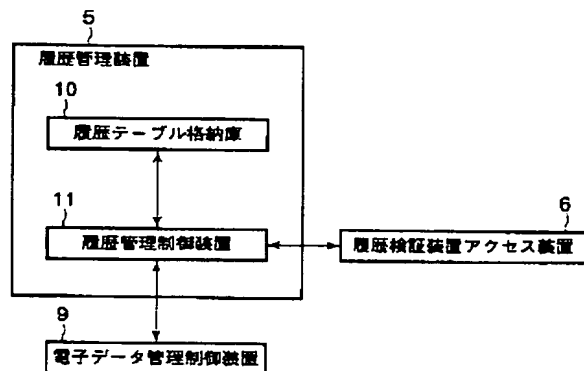 5
履歴管理装置
10
履歴テーブル格納庫
11
履歴管理制御装置
6
履歴検証装置アクセス装置
9
電子データ管理制御装置